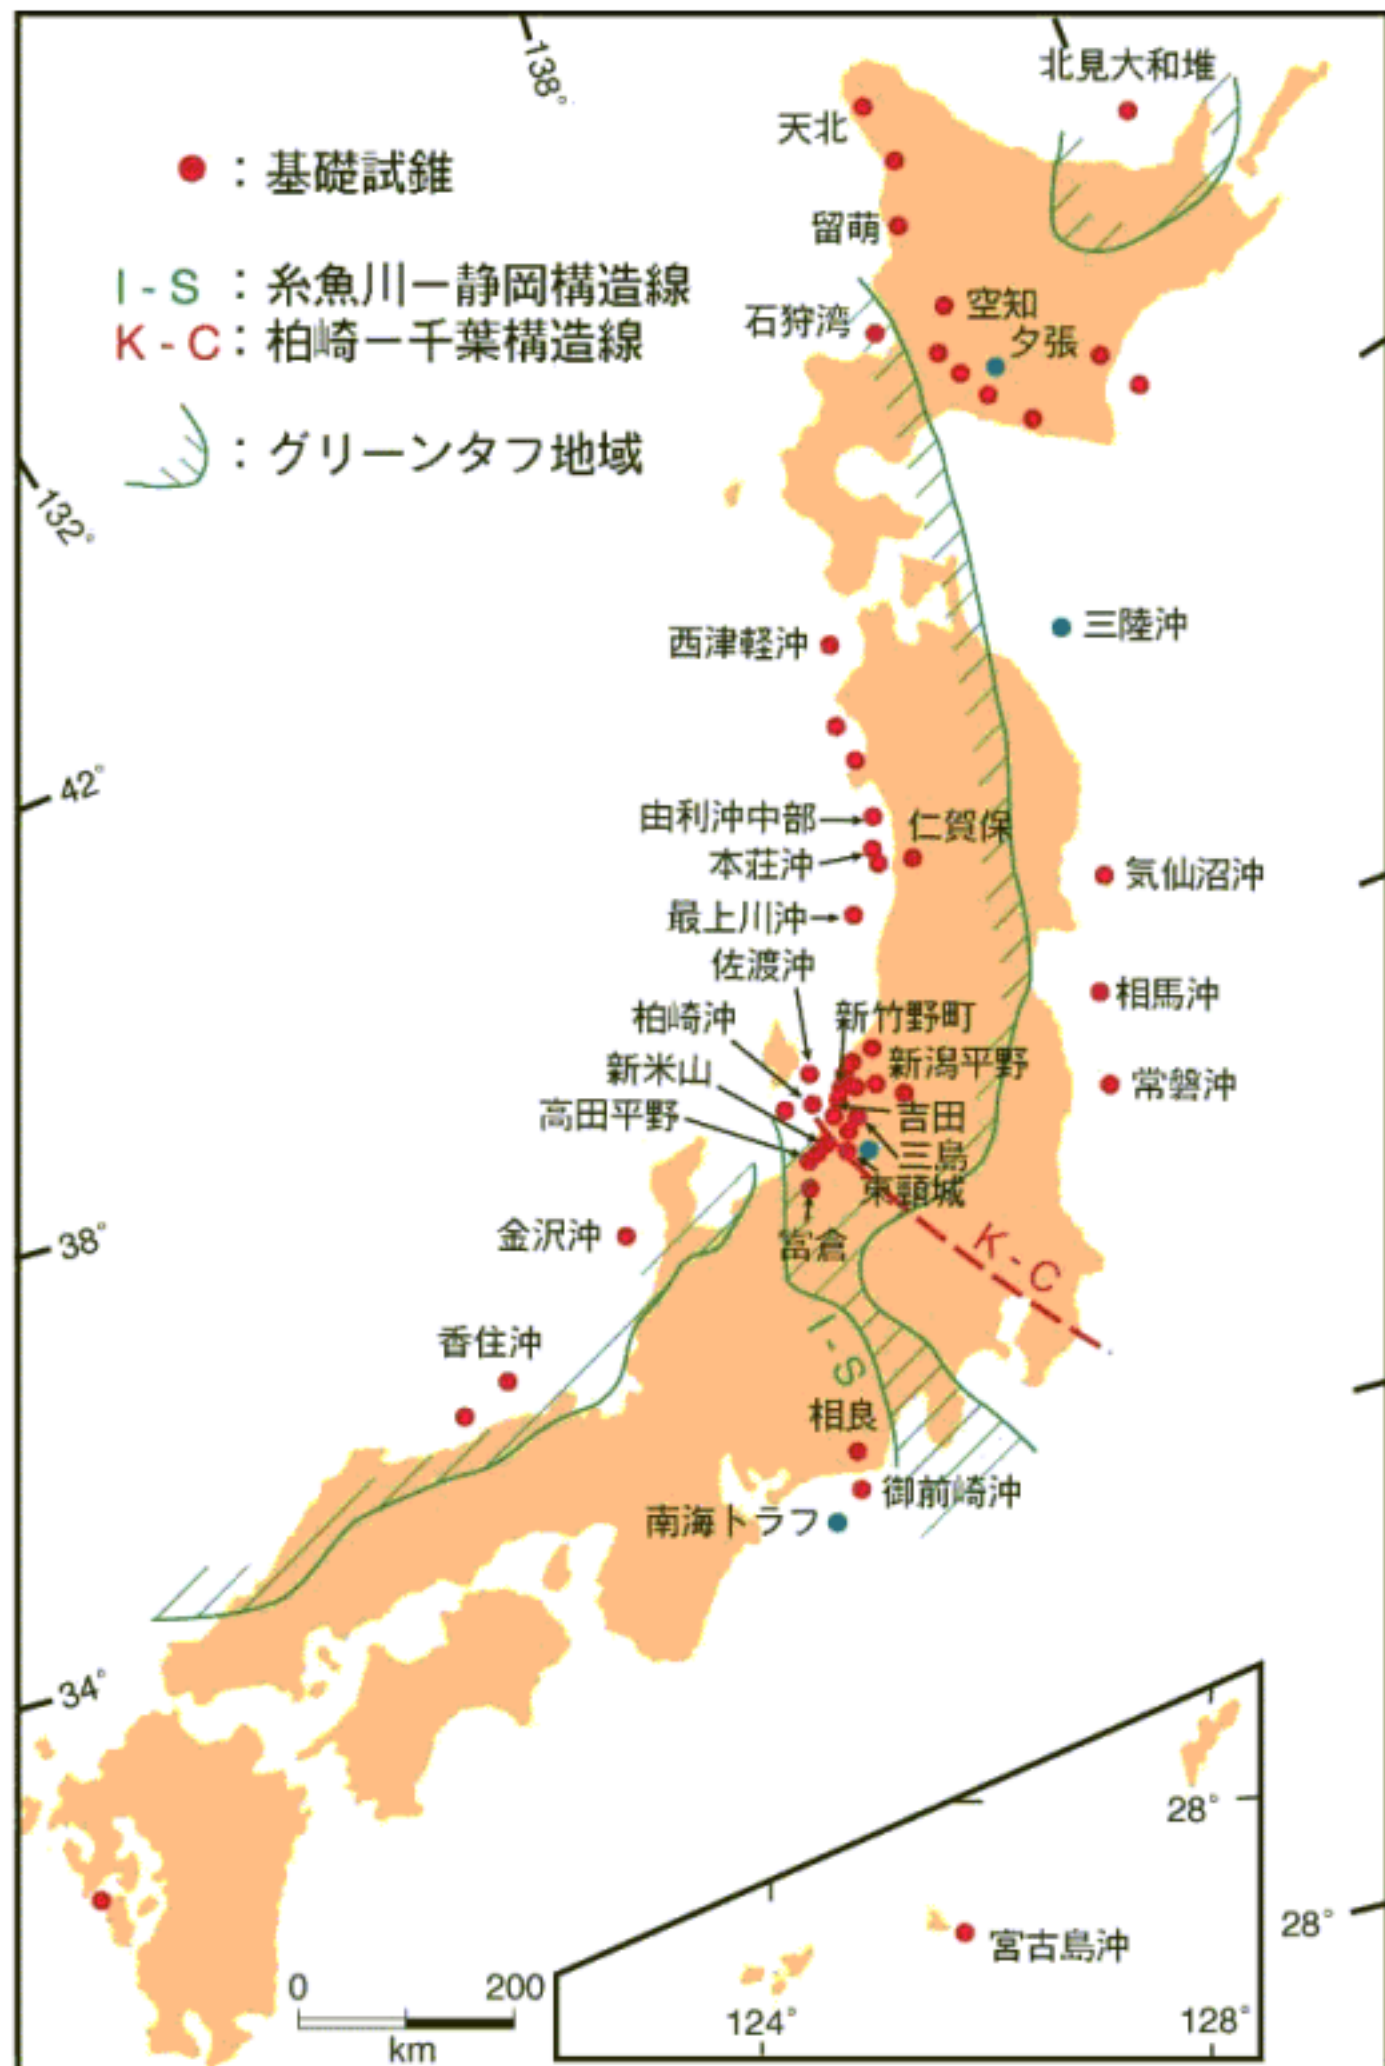 138°
北見大和堆
天北
●：基礎試錐
留萌
I-S：糸魚川－静岡構造線
K-C：柏崎－千葉構造線
空知
石狩湾
夕張
：グリーンタフ地域
132°
三陸沖
西津軽沖
42°
由利沖中部
仁賀保
本荘沖
気仙沼沖
最上川沖
佐渡沖
相馬沖
柏崎沖
新竹野町
新潟平野
新米山
常磐沖
高田平野
吉田
三島
東頸城
金沢沖
富倉
38°
K-C
香住沖
I-S
相良
御前崎沖
南海トラフ
34°
28°
28°
宮古島沖
0 200
km
124°
128°